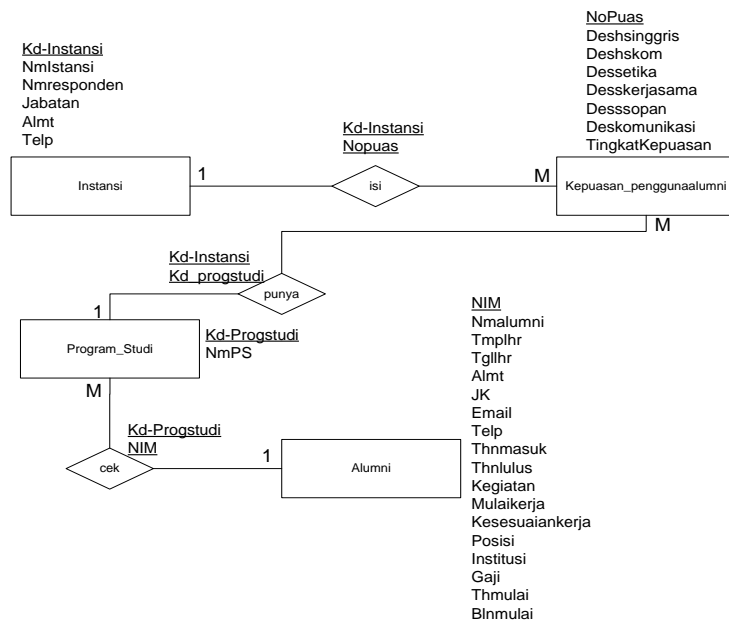 Kd-Instansi
NmIstansi
Nmresponden
Jabatan
Almt
Telp
Instansi
1
Kd-Instansi
Nopuas
isi
M
NoPuas
Deshsinggris
Deshskom
Dessetika
Desskerjasama
Desssopan
Deskomunikasi
TingkatKepuasan
Kepuasan_penggunaalumni
M
Kd-Instansi
Kd_progstudi
punya
1
Program_Studi
Kd-Progstudi
NmPS
M
Kd-Progstudi
NIM
cek
1
Alumni
NIM
Nmalumni
Tmplhr
Tgllhr
Almt
JK
Email
Telp
Thnmasuk
Thnlulus
Kegiatan
Mulaikerja
Kesesuaiankerja
Posisi
Institusi
Gaji
Thmulai
Blnmulai